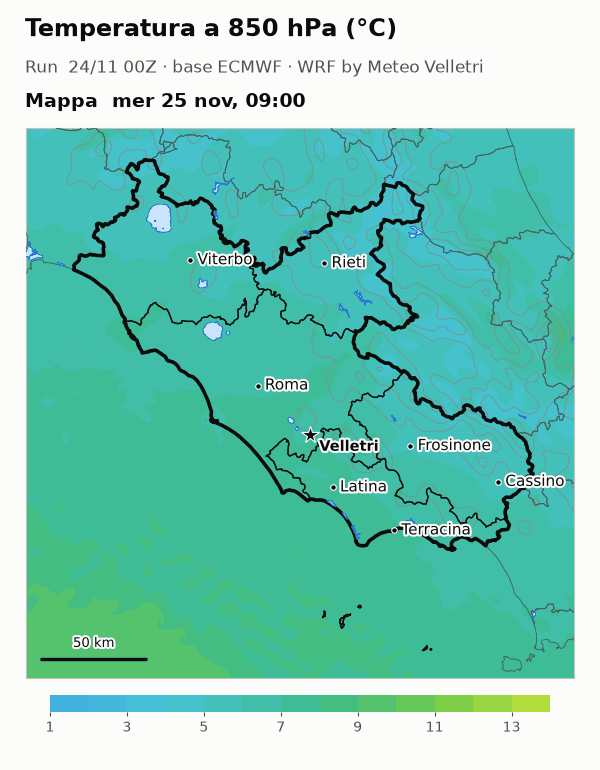 Temperatura a 850 hPa (°C)
Run  24/11 00Z · base ECMWF · WRF by Meteo Velletri
Mappa  mer 25 nov, 09:00
Viterbo
Rieti
Roma
Velletri
Frosinone
Cassino
Latina
Terracina
50 km
1 3 5 7 9 11 13